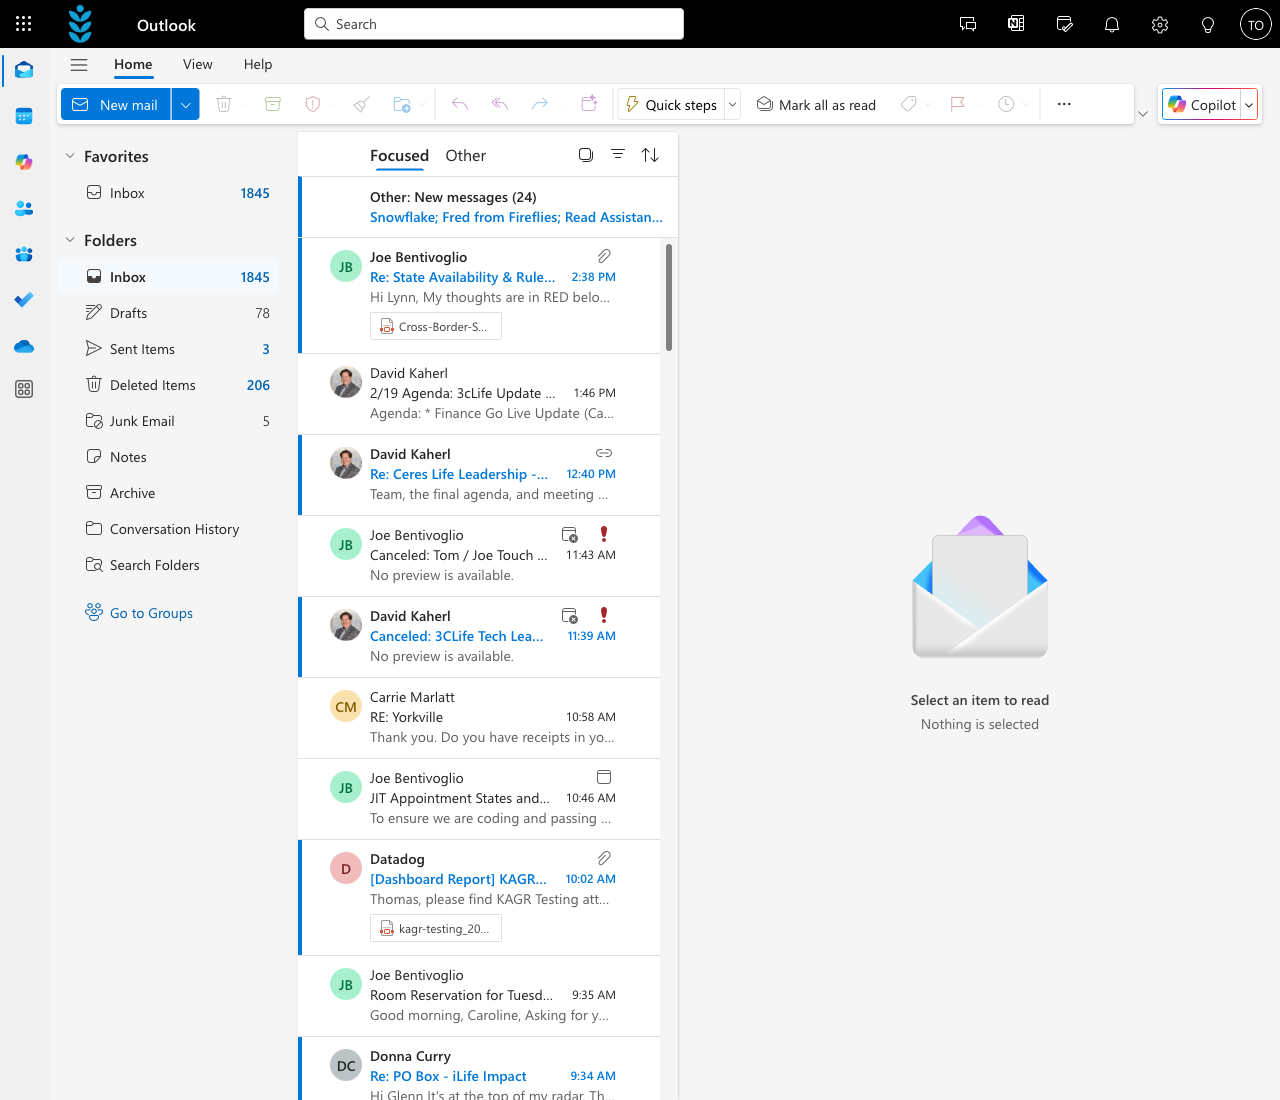 Outlook
Search
TO
Home
View
Help
New mail
Quick steps
Mark all as read
Copilot
Favorites
Inbox
1845
Folders
Inbox
1845
Drafts
78
Sent Items
3
Deleted Items
206
Junk Email
5
Notes
Archive
Conversation History
Search Folders
Go to Groups
Focused
Other
Other: New messages (24)
Snowflake; Fred from Fireflies; Read Assistan...
JB
Joe Bentivoglio
Re: State Availability & Rule...
2:38 PM
Hi Lynn, My thoughts are in RED belo...
Cross-Border-S...
David Kaherl
2/19 Agenda: 3cLife Update ...
1:46 PM
Agenda: * Finance Go Live Update (Ca...
David Kaherl
Re: Ceres Life Leadership -...
12:40 PM
Team, the final agenda, and meeting ...
JB
Joe Bentivoglio
Canceled: Tom / Joe Touch ...
11:43 AM
No preview is available.
David Kaherl
Canceled: 3CLife Tech Lea...
11:39 AM
No preview is available.
CM
Carrie Marlatt
RE: Yorkville
10:58 AM
Thank you. Do you have receipts in yo...
JB
Joe Bentivoglio
JIT Appointment States and...
10:46 AM
To ensure we are coding and passing ...
D
Datadog
[Dashboard Report] KAGR...
10:02 AM
Thomas, please find KAGR Testing att...
kagr-testing_20...
JB
Joe Bentivoglio
Room Reservation for Tuesd...
9:35 AM
Good morning, Caroline, Asking for y...
DC
Donna Curry
Re: PO Box - iLife Impact
9:34 AM
Hi Glenn It's at the top of my radar. Th...
Select an item to read
Nothing is selected